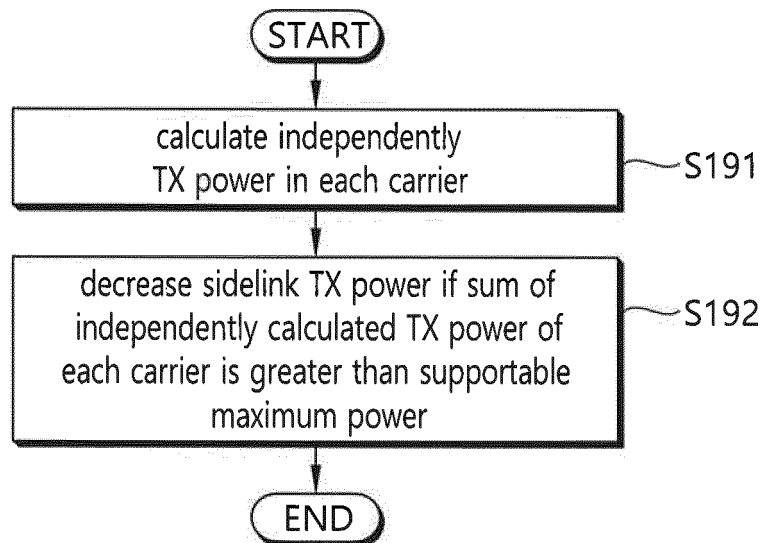 START
calculate independently
TX power in each carrier
S191
decrease sidelink TX power if sum of
independently calculated TX power of
each carrier is greater than supportable
maximum power
S192
END